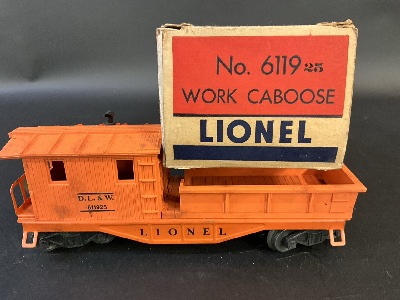 No. 6119 25
WORK CABOOSE
LIONEL
D.L.&W.
611925
LIONEL